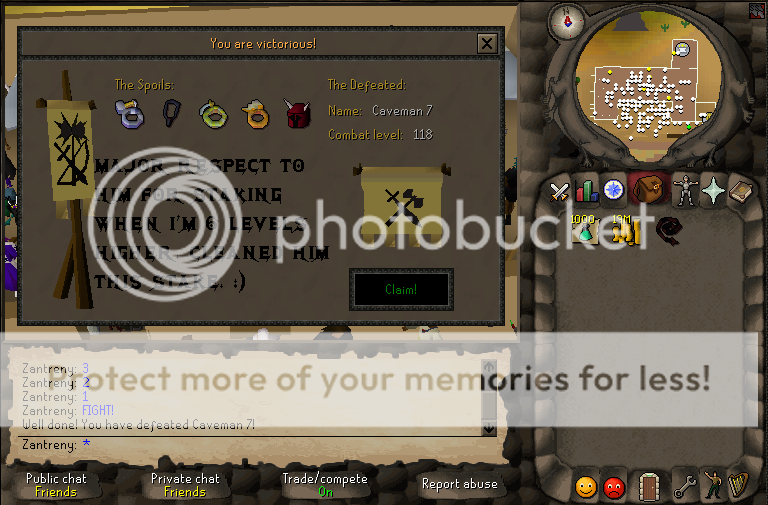 You are victorious!
The Spoils:
The Defeated:
Name: Caveman 7
Combat level: 118
MAJOR RESPECT TO
HIM FOR STAKING
WHEN I'M 6 LEVELS
HIGHER. CLEANED HIM
THIS STAKE. :)
Claim!
1000
19M
photobucket
Protect more of your memories for less!
Zantreny: 3
Zantreny: 2
Zantreny: 1
Zantreny: FIGHT!
Well done! You have defeated Caveman 7!
Zantreny: *
Public chat
Friends
Private chat
Friends
Trade/compete
On
Report abuse